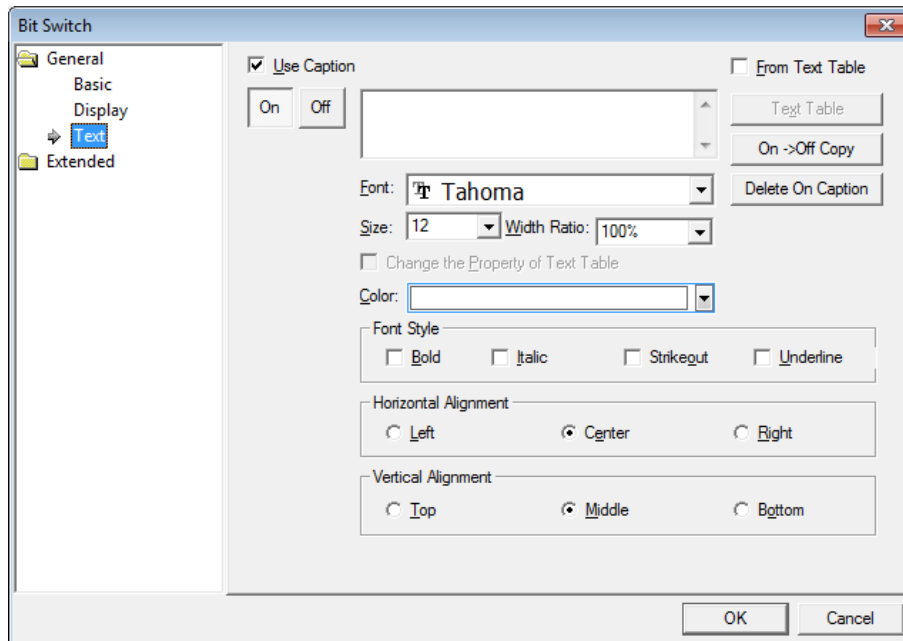 Bit Switch
General
Basic
Display
Text
Extended
Use Caption
From Text Table
On
Off
Text Table
On ->Off Copy
Delete On Caption
Font:
Tahoma
Size:
12
Width Ratio:
100%
Change the Property of Text Table
Color:
Font Style
Bold
Italic
Strikeout
Underline
Horizontal Alignment
Left
Center
Right
Vertical Alignment
Top
Middle
Bottom
OK
Cancel